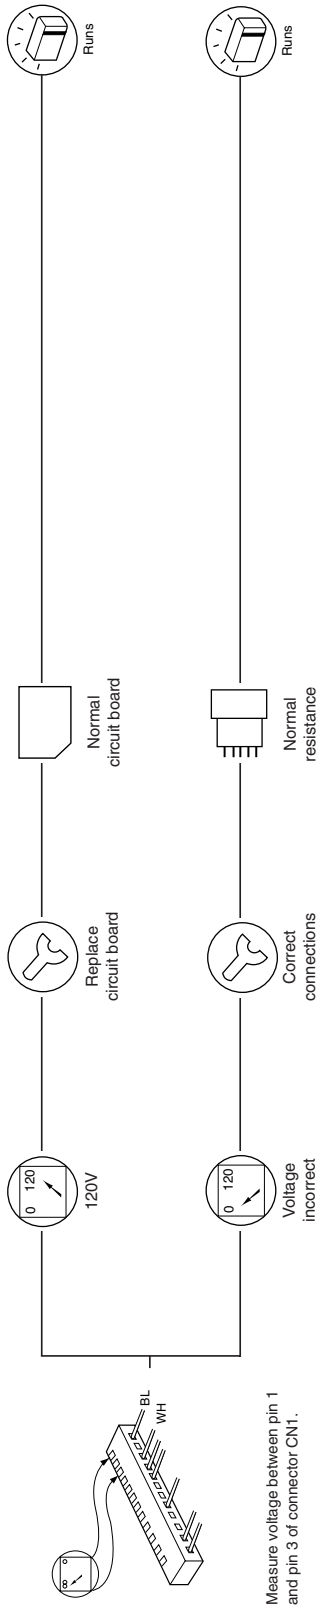 ∞ 0
BL
WH
Measure voltage between pin 1
and pin 3 of connector CN1.
0 120
120V
Replace
circuit board
Normal
circuit board
Runs
0 120
Voltage
incorrect
Correct
connections
Normal
resistance
Runs